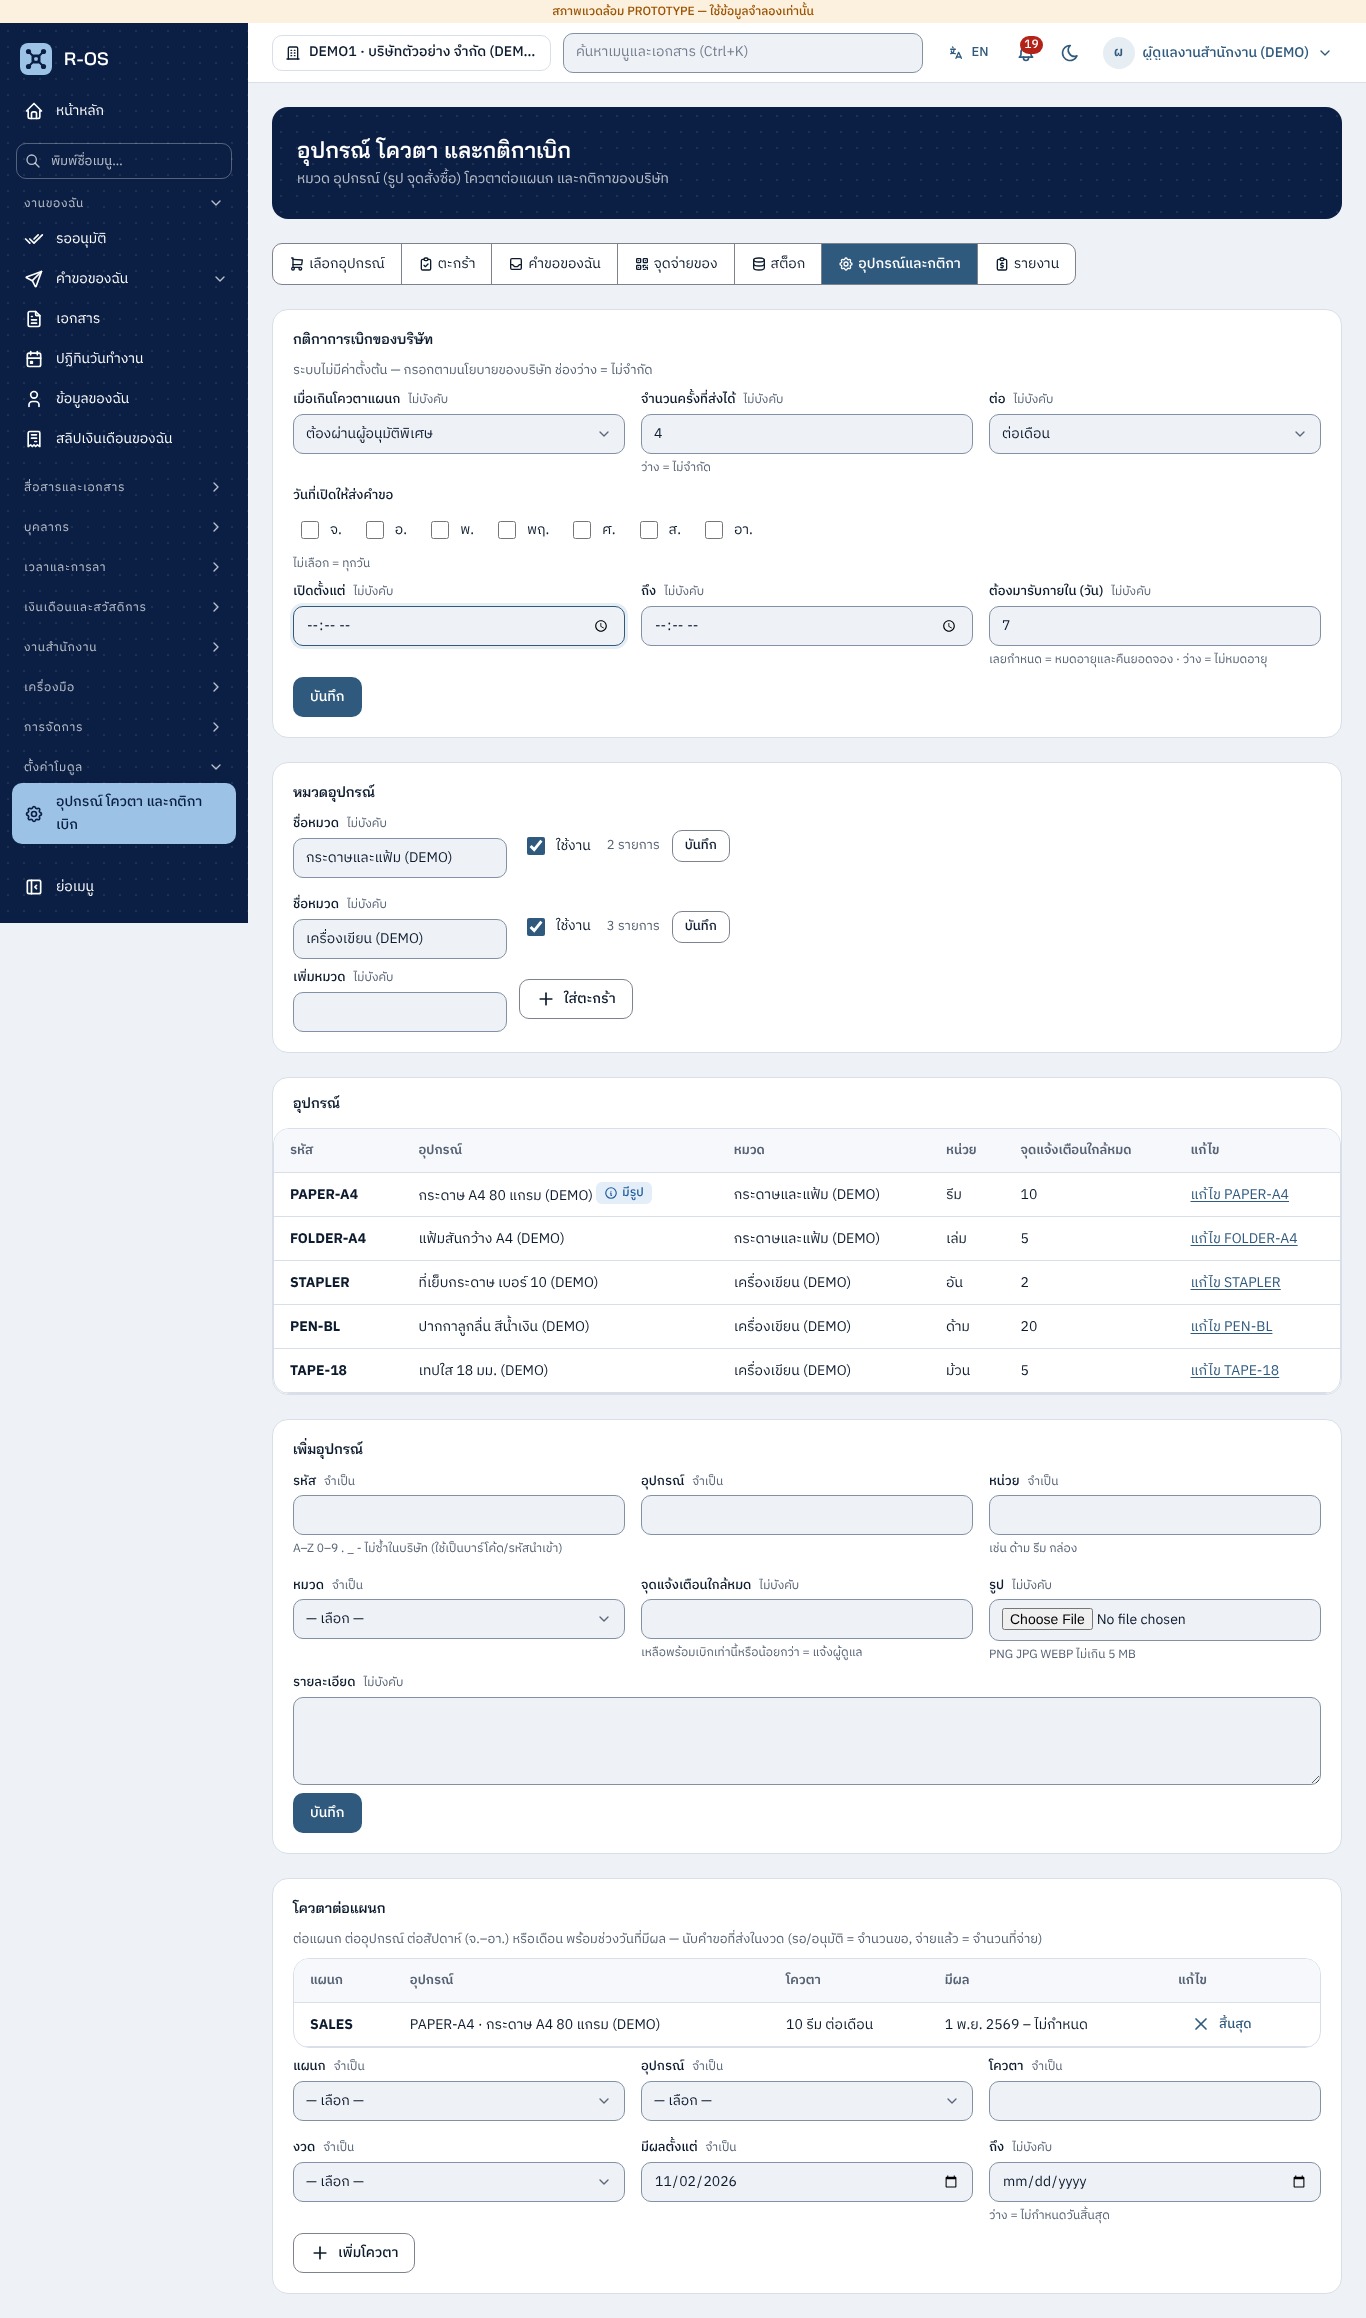 สภาพแวดล้อม PROTOTYPE — ใช้ข้อมูลจำลองเท่านั้น
R-OS
DEMO1 · บริษัทตัวอย่าง จำกัด (DEM...
ค้นหาเมนูและเอกสาร (Ctrl+K)
EN
19
ผ
ผู้ดูแลงานสำนักงาน (DEMO)
หน้าหลัก
พิมพ์ชื่อเมนู...
งานของฉัน
รออนุมัติ
คำขอของฉัน
เอกสาร
ปฏิทินวันทำงาน
ข้อมูลของฉัน
สลิปเงินเดือนของฉัน
สื่อสารและเอกสาร
บุคลากร
เวลาและการลา
เงินเดือนและสวัสดิการ
งานสำนักงาน
เครื่องมือ
การจัดการ
ตั้งค่าโมดูล
อุปกรณ์ โควตา และกติกา
เบิก
ย่อเมนู
อุปกรณ์ โควตา และกติกาเบิก
หมวด อุปกรณ์ (รูป จุดสั่งซื้อ) โควตาต่อแผนก และกติกาของบริษัท
เลือกอุปกรณ์ ตะกร้า คำขอของฉัน จุดจ่ายของ สต็อก อุปกรณ์และกติกา รายงาน
กติกาการเบิกของบริษัท
ระบบไม่มีค่าตั้งต้น — กรอกตามนโยบายของบริษัท ช่องว่าง = ไม่จำกัด
เมื่อเกินโควตาแผนก ไม่บังคับ จำนวนครั้งที่ส่งได้ ไม่บังคับ ต่อ ไม่บังคับ
ต้องผ่านผู้อนุมัติพิเศษ 4 ต่อเดือน
ว่าง = ไม่จำกัด
วันที่เปิดให้ส่งคำขอ
จ. อ. พ. พฤ. ศ. ส. อา.
ไม่เลือก = ทุกวัน
เปิดตั้งแต่ ไม่บังคับ ถึง ไม่บังคับ ต้องมารับภายใน (วัน) ไม่บังคับ
--:-- -- --:-- -- 7
เลยกำหนด = หมดอายุและคืนยอดจอง · ว่าง = ไม่หมดอายุ
บันทึก
หมวดอุปกรณ์
ชื่อหมวด ไม่บังคับ
กระดาษและแฟ้ม (DEMO) ใช้งาน 2 รายการ บันทึก
ชื่อหมวด ไม่บังคับ
เครื่องเขียน (DEMO) ใช้งาน 3 รายการ บันทึก
เพิ่มหมวด ไม่บังคับ
ใส่ตะกร้า
อุปกรณ์
รหัส อุปกรณ์ หมวด หน่วย จุดแจ้งเตือนใกล้หมด แก้ไข
PAPER-A4 กระดาษ A4 80 แกรม (DEMO) มีรูป กระดาษและแฟ้ม (DEMO) รีม 10 แก้ไข PAPER-A4
FOLDER-A4 แฟ้มสันกว้าง A4 (DEMO) กระดาษและแฟ้ม (DEMO) เล่ม 5 แก้ไข FOLDER-A4
STAPLER ที่เย็บกระดาษ เบอร์ 10 (DEMO) เครื่องเขียน (DEMO) อัน 2 แก้ไข STAPLER
PEN-BL ปากกาลูกลื่น สีน้ำเงิน (DEMO) เครื่องเขียน (DEMO) ด้าม 20 แก้ไข PEN-BL
TAPE-18 เทปใส 18 มม. (DEMO) เครื่องเขียน (DEMO) ม้วน 5 แก้ไข TAPE-18
เพิ่มอุปกรณ์
รหัส จำเป็น อุปกรณ์ จำเป็น หน่วย จำเป็น
A–Z 0–9 . _ - ไม่ซ้ำในบริษัท (ใช้เป็นบาร์โค้ด/รหัสนำเข้า) เช่น ด้าม รีม กล่อง
หมวด จำเป็น จุดแจ้งเตือนใกล้หมด ไม่บังคับ รูป ไม่บังคับ
— เลือก — Choose File No file chosen
เหลือพร้อมเบิกเท่านี้หรือน้อยกว่า = แจ้งผู้ดูแล PNG JPG WEBP ไม่เกิน 5 MB
รายละเอียด ไม่บังคับ
บันทึก
โควตาต่อแผนก
ต่อแผนก ต่ออุปกรณ์ ต่อสัปดาห์ (จ.–อา.) หรือเดือน พร้อมช่วงวันที่มีผล — นับคำขอที่ส่งในงวด (รอ/อนุมัติ = จำนวนขอ, จ่ายแล้ว = จำนวนที่จ่าย)
แผนก อุปกรณ์ โควตา มีผล แก้ไข
SALES PAPER-A4 · กระดาษ A4 80 แกรม (DEMO) 10 รีม ต่อเดือน 1 พ.ย. 2569 – ไม่กำหนด สิ้นสุด
แผนก จำเป็น อุปกรณ์ จำเป็น โควตา จำเป็น
— เลือก — — เลือก —
งวด จำเป็น มีผลตั้งแต่ จำเป็น ถึง ไม่บังคับ
— เลือก — 11/02/2026 mm/dd/yyyy
ว่าง = ไม่กำหนดวันสิ้นสุด
เพิ่มโควตา